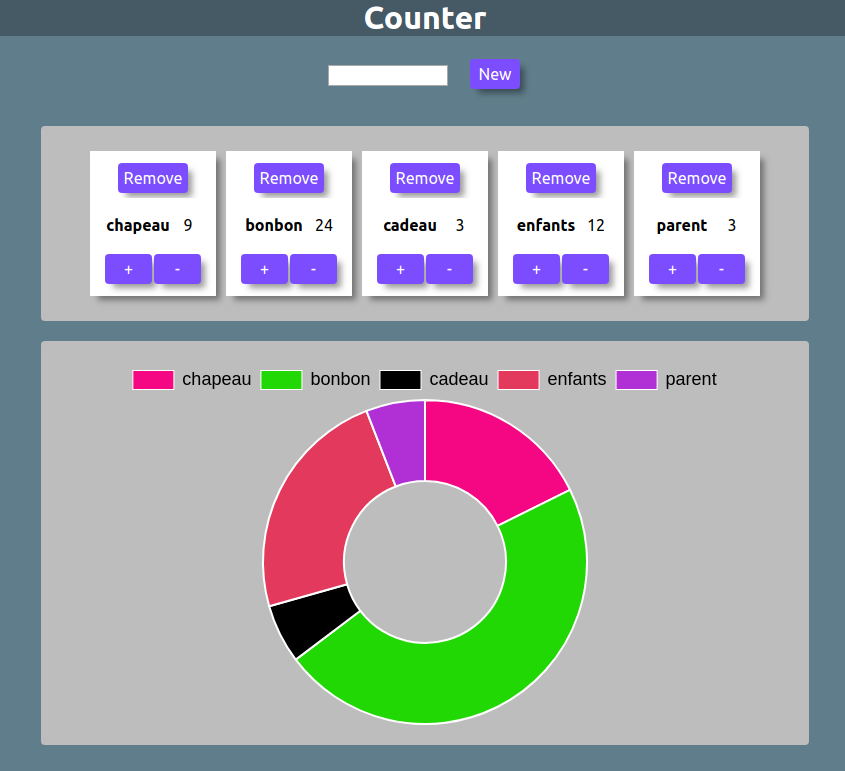 Counter
New
Remove Remove Remove Remove Remove
chapeau 9 bonbon 24 cadeau 3 enfants 12 parent 3
+ - + - + - + - + -
chapeau bonbon cadeau enfants parent